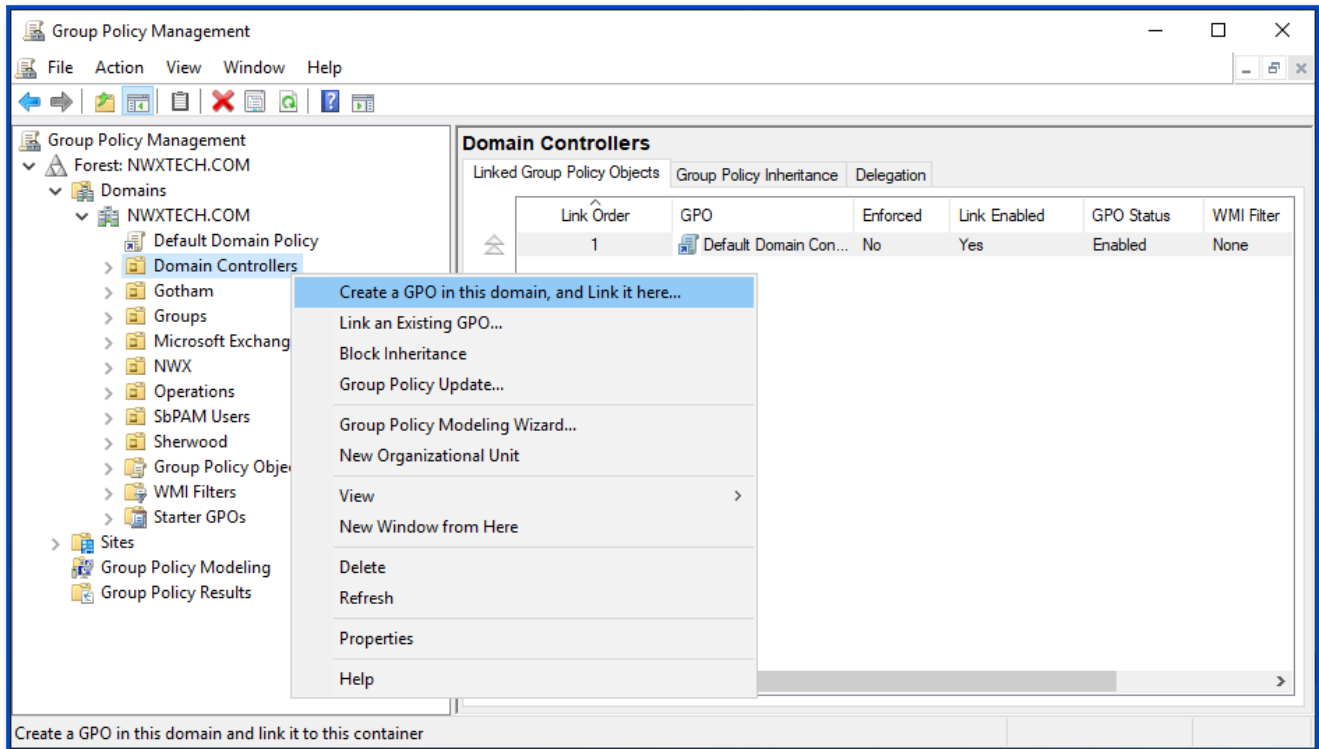 Group Policy Management
File Action View Window Help
Group Policy Management
Forest: NWXTECH.COM
Domains
NWXTECH.COM
Default Domain Policy
Domain Controllers
Gotham
Groups
Microsoft Exchang
NWX
Operations
SbPAM Users
Sherwood
Group Policy Obje
WMI Filters
Starter GPOs
Sites
Group Policy Modeling
Group Policy Results
Create a GPO in this domain, and Link it here...
Link an Existing GPO...
Block Inheritance
Group Policy Update...
Group Policy Modeling Wizard...
New Organizational Unit
View
New Window from Here
Delete
Refresh
Properties
Help
Domain Controllers
Linked Group Policy Objects Group Policy Inheritance Delegation
Link Order GPO Enforced Link Enabled GPO Status WMI Filter
1 Default Domain Con... No Yes Enabled None
Create a GPO in this domain and link it to this container